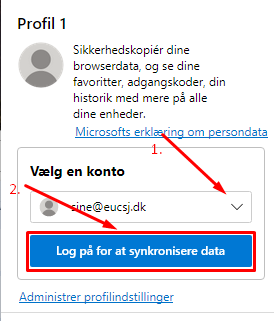 Profil 1
Sikkerhedskopiér dine
browserdata, og se dine
favoritter, adgangskoder, din
historik med mere på alle
dine enheder.
Microsofts erklæring om persondata
1.
Vælg en konto
2.
sine@eucsj.dk
Log på for at synkronisere data
Administrer profilindstillinger